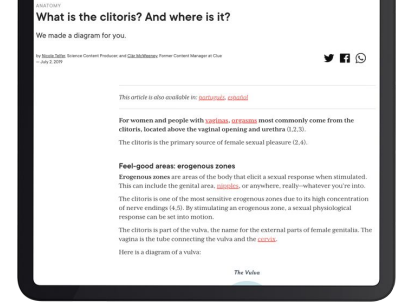 ANATOMY
What is the clitoris? And where is it?
We made a diagram for you.
by Nicole Telfer, Science Content Producer, and Clár McWeeney, Former Content Manager at Clue
— July 2, 2019
This article is also available in: português, español
For women and people with vaginas, orgasms most commonly come from the
clitoris, located above the vaginal opening and urethra (1,2,3).
The clitoris is the primary source of female sexual pleasure (2,4).
Feel-good areas: erogenous zones
Erogenous zones are areas of the body that elicit a sexual response when stimulated.
This can include the genital area, nipples, or anywhere, really—whatever you're into.
The clitoris is one of the most sensitive erogenous zones due to its high concentration
of nerve endings (4,5). By stimulating an erogenous zone, a sexual physiological
response can be set into motion.
The clitoris is part of the vulva, the name for the external parts of female genitalia. The
vagina is the tube connecting the vulva and the cervix.
Here is a diagram of a vulva:
The Vulva